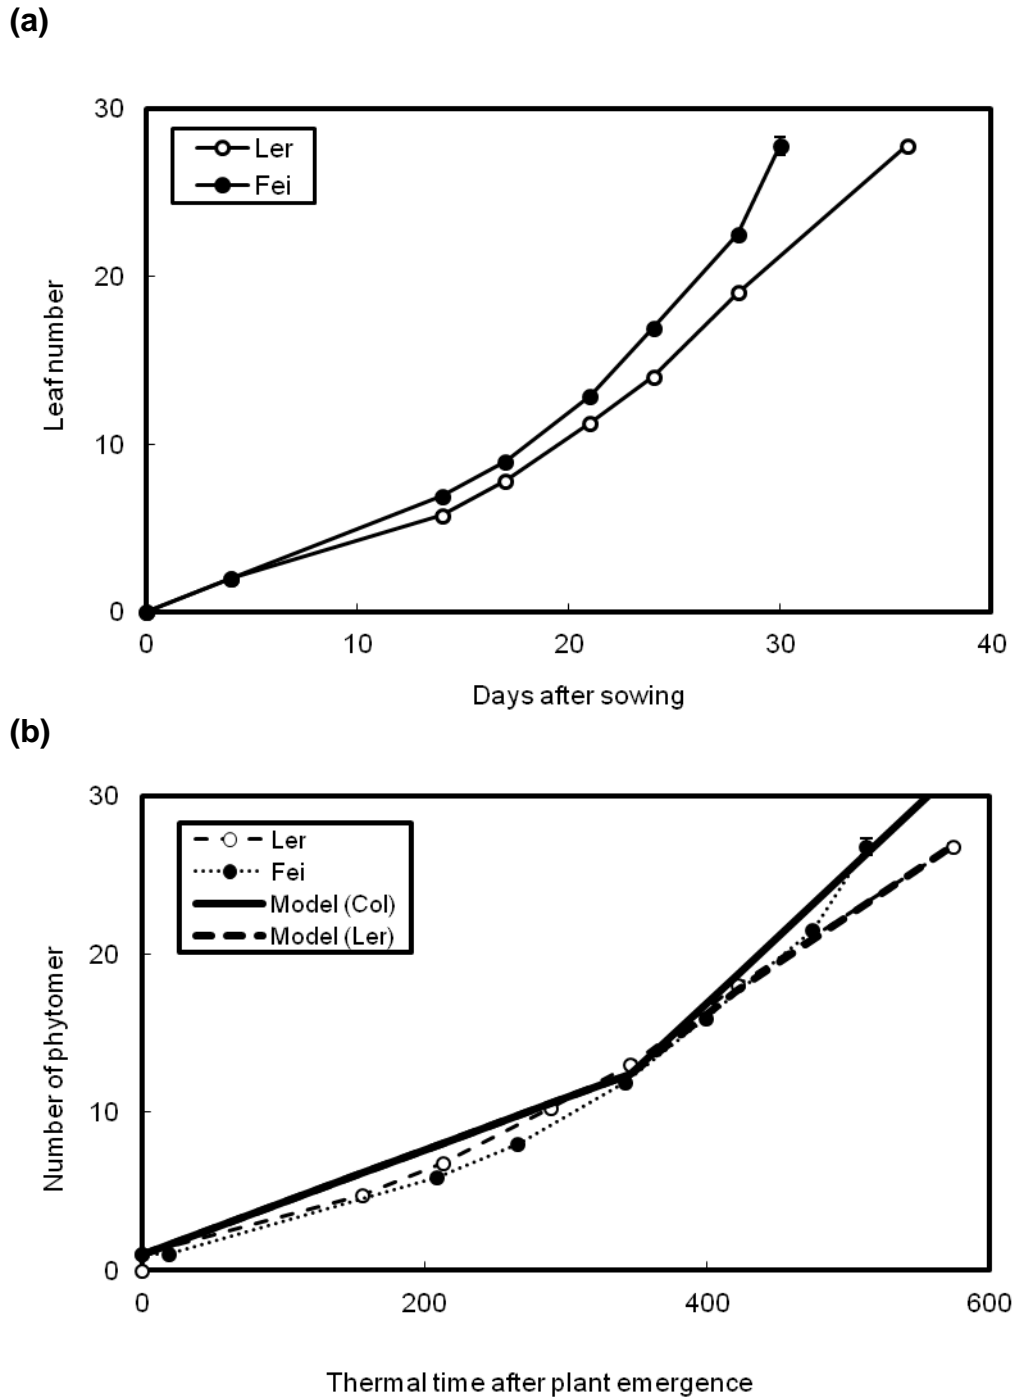 (a)
30
Ler
Fei
20
Leaf number
10
0
0 10 20 30 40
Days after sowing
(b)
30
Ler
Fei
Model (Col)
Model (Ler)
20
Number of phytomer
10
0
0 200 400 600
Thermal time after plant emergence